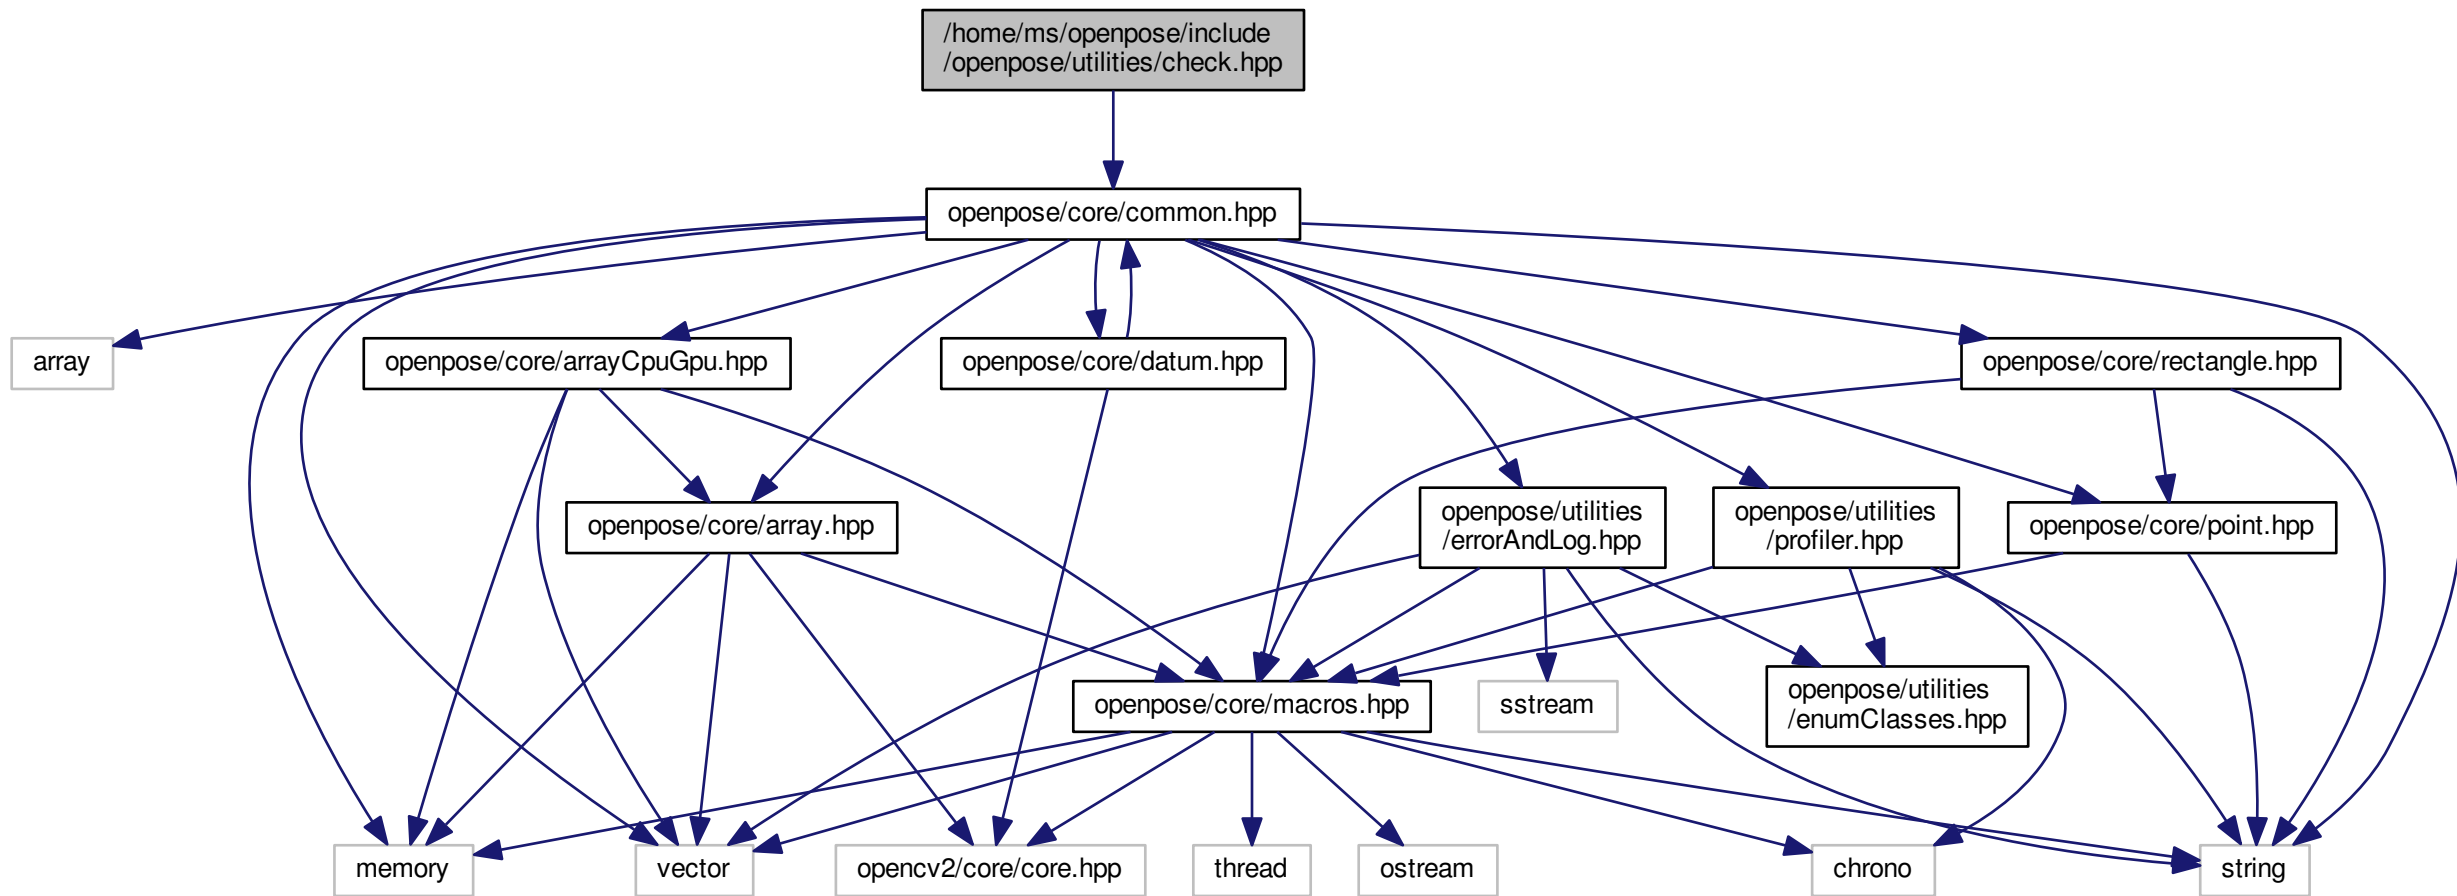 /home/ms/openpose/include
/openpose/utilities/check.hpp
openpose/core/common.hpp
array
openpose/core/arrayCpuGpu.hpp
openpose/core/datum.hpp
openpose/core/rectangle.hpp
openpose/core/array.hpp
openpose/utilities
/errorAndLog.hpp
openpose/utilities
/profiler.hpp
openpose/core/point.hpp
openpose/core/macros.hpp
sstream
openpose/utilities
/enumClasses.hpp
memory
vector
opencv2/core/core.hpp
thread
ostream
chrono
string